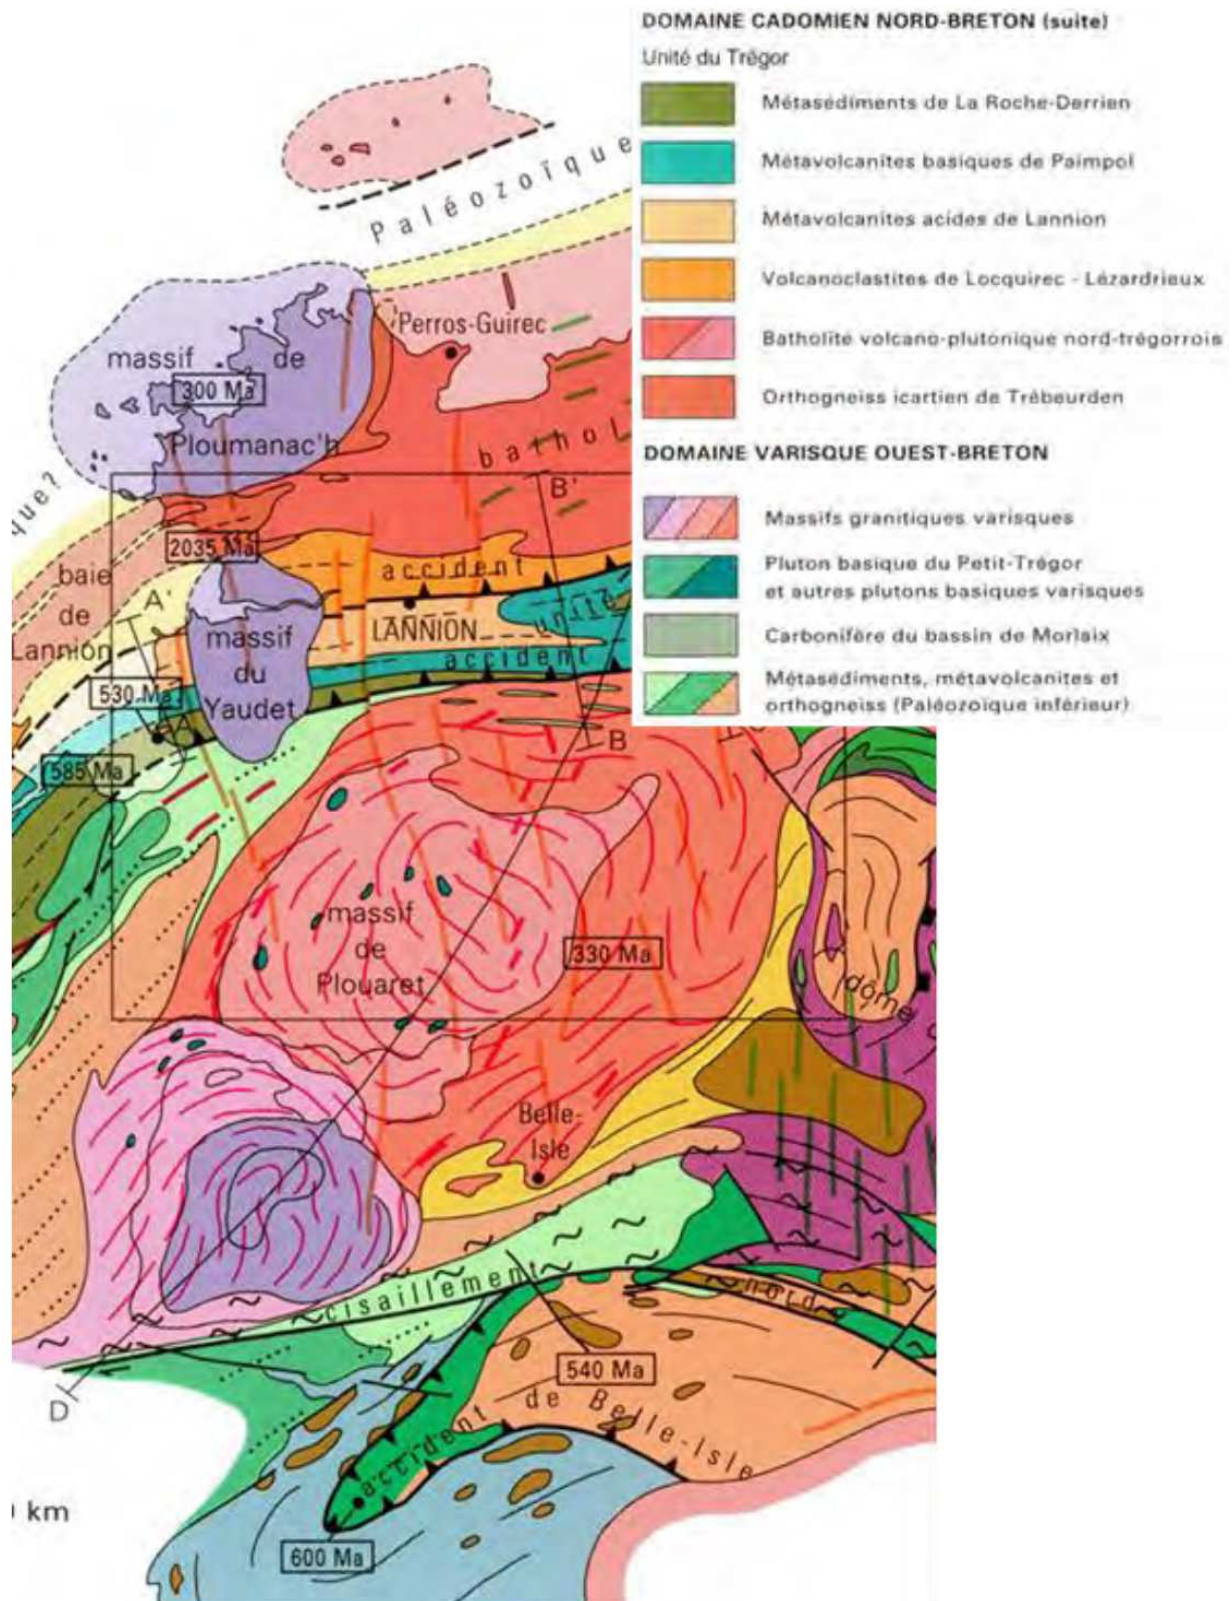 DOMAINE CADOMIEN NORD-BRETON (suite)
Unité du Trégor
Métasédiments de La Roche-Derrien
Métavolcanites basiques de Paimpol
Métavolcanites acides de Lannion
Volcanoclastites de Locquirec - Lézardrieux
Batholite volcano-plutonique nord-trégorrois
Orthogneiss icartien de Trébeurden
DOMAINE VARISQUE OUEST-BRETON
Massifs granitiques varisques
Pluton basique du Petit-Trégor
et autres plutons basiques varisques
Carbonifère du bassin de Morlaix
Métasédiments, métavolcanites et
orthogneiss (Paléozoïque inférieur)
Paléozoïque
Perros-Guirec
massif de
300 Ma
Ploumanac'h
bathol
que?
B'
2035 Ma
baie
de
Lannion
A'
accident
LANNION
unité
massif
du
Yaudet
accident
530 Ma
A
B
585 Ma
massif
de
Plouaret
330 Ma
dôme
Belle-
Isle
cisaillement
nord
540 Ma
D
accident de Belle-Isle
km
600 Ma